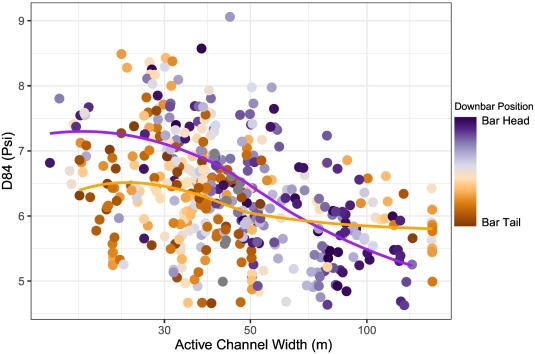 9
8
7
6
5
D84 (Psi)
30
50
100
Active Channel Width (m)
Downbar Position
Bar Head
Bar Tail